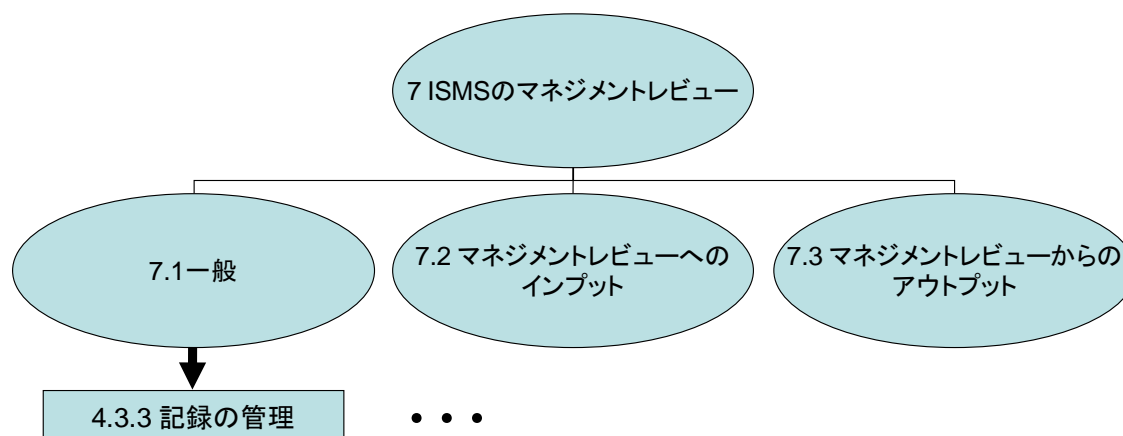 7 ISMSのマネジメントレビュー
7.1一般
7.2 マネジメントレビューへの
インプット
7.3 マネジメントレビューからの
アウトプット
4.3.3 記録の管理
・・・